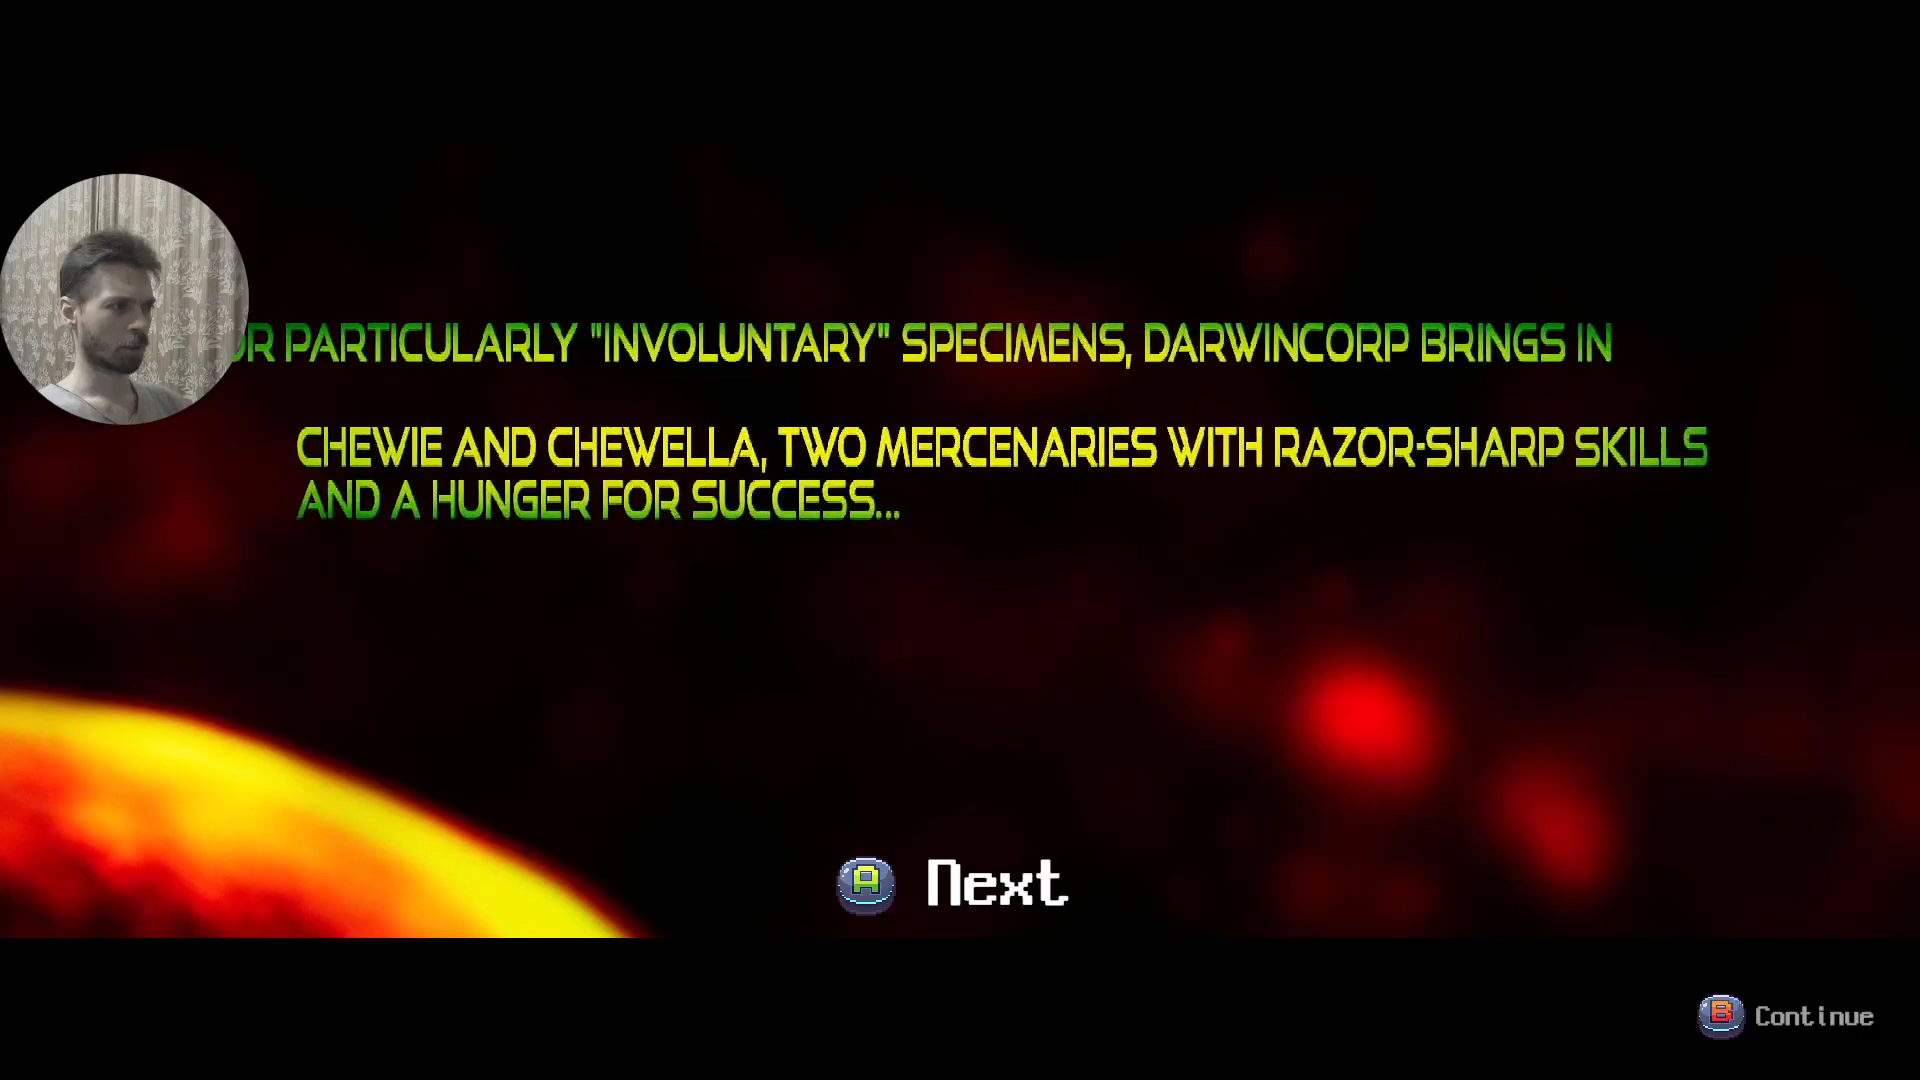 PARTICULARLY "INVOLUNTARY" SPECIMENS, DARWINCORP BRINGS IN
CHEWIE AND CHEWELLA, TWO MERCENARIES WITH RAZOR-SHARP SKILLS
AND A HUNGER FOR SUCCESS...
A Next
B Continue